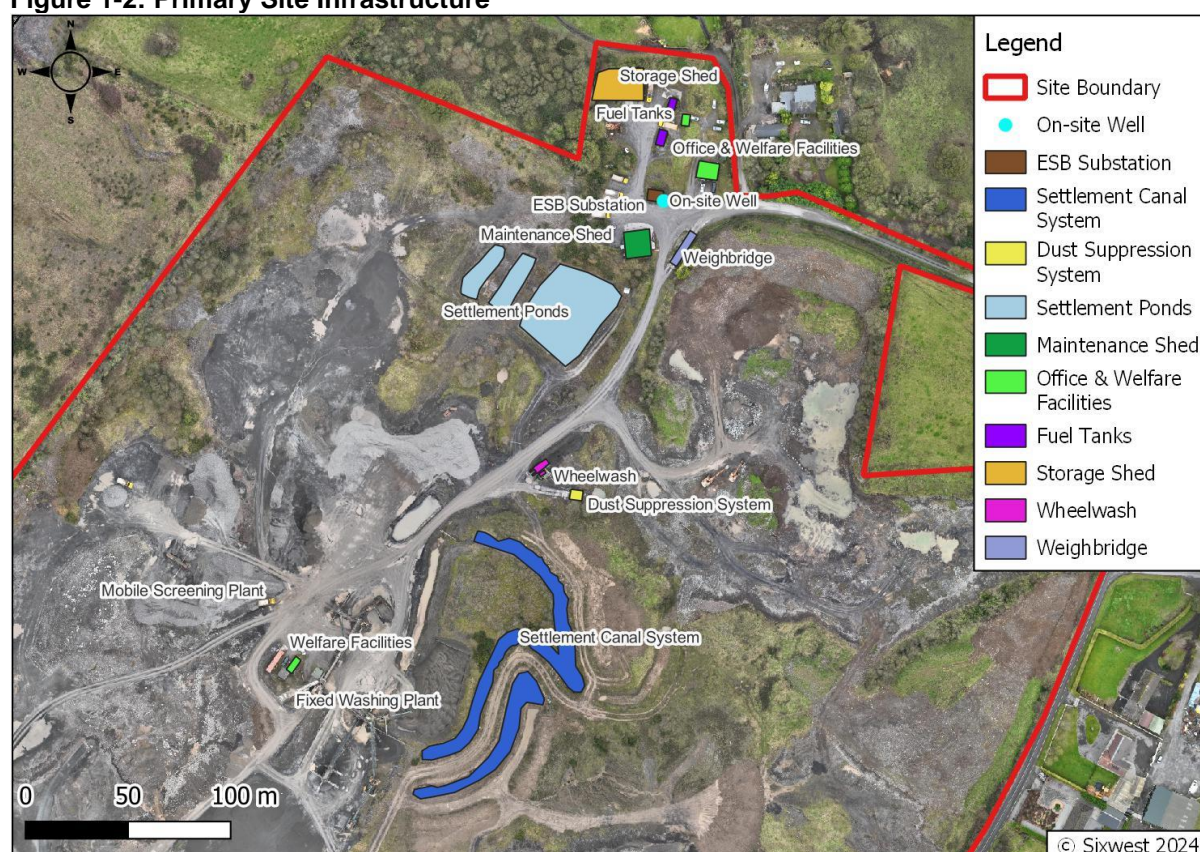 Figure 1-2: Primary Site Infrastructure
N
W
E
S
Storage Shed
Fuel Tanks
Office & Welfare Facilities
ESB Substation
On-site Well
Maintenance Shed
Weighbridge
Settlement Ponds
Wheelwash
Dust Suppression System
Mobile Screening Plant
Welfare Facilities
Settlement Canal System
Fixed Washing Plant
0 50 100 m
Legend
Site Boundary
On-site Well
ESB Substation
Settlement Canal
System
Dust Suppression
System
Settlement Ponds
Maintenance Shed
Office & Welfare
Facilities
Fuel Tanks
Storage Shed
Wheelwash
Weighbridge
© Sixwest 2024